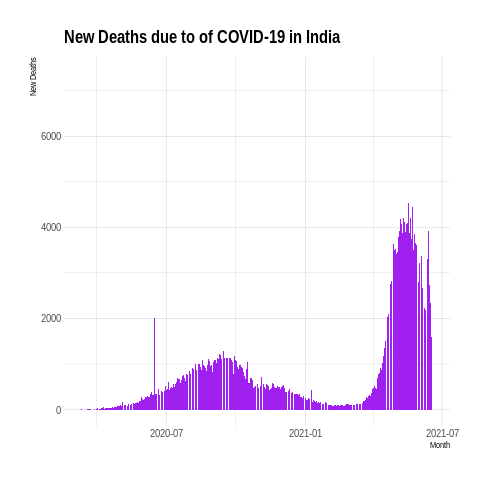 New Deaths due to of COVID-19 in India
New Deaths
6000
4000
2000
0
2020-07
2021-01
2021-07
Month